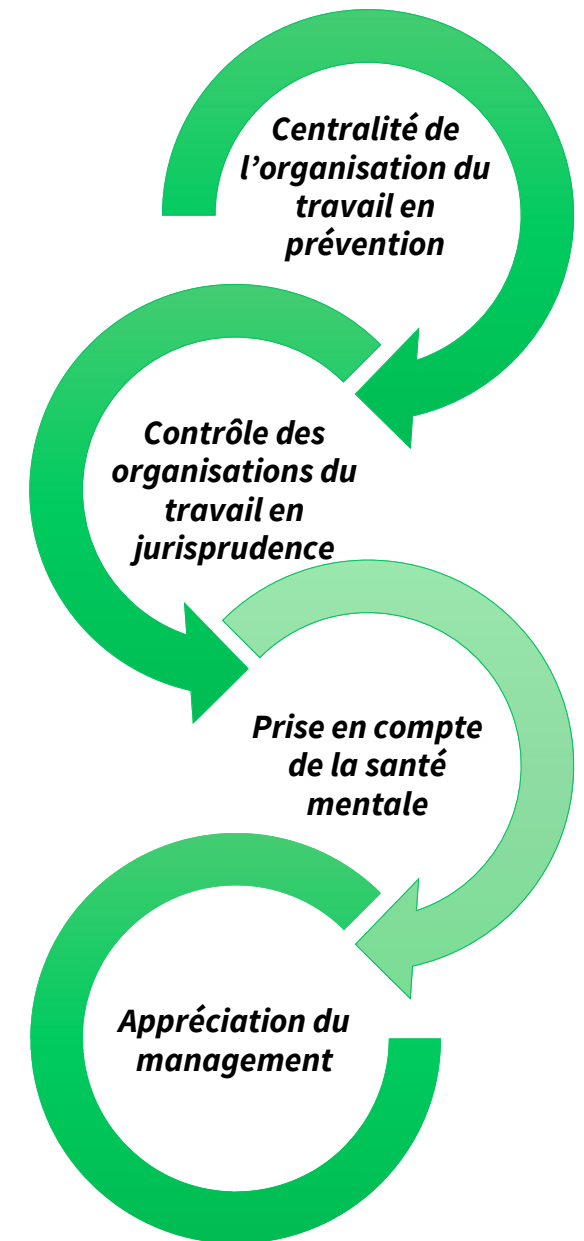 Centralité de
l’organisation du
travail en
prévention
Contrôle des
organisations du
travail en
jurisprudence
Prise en compte
de la santé
mentale
Appréciation du
management